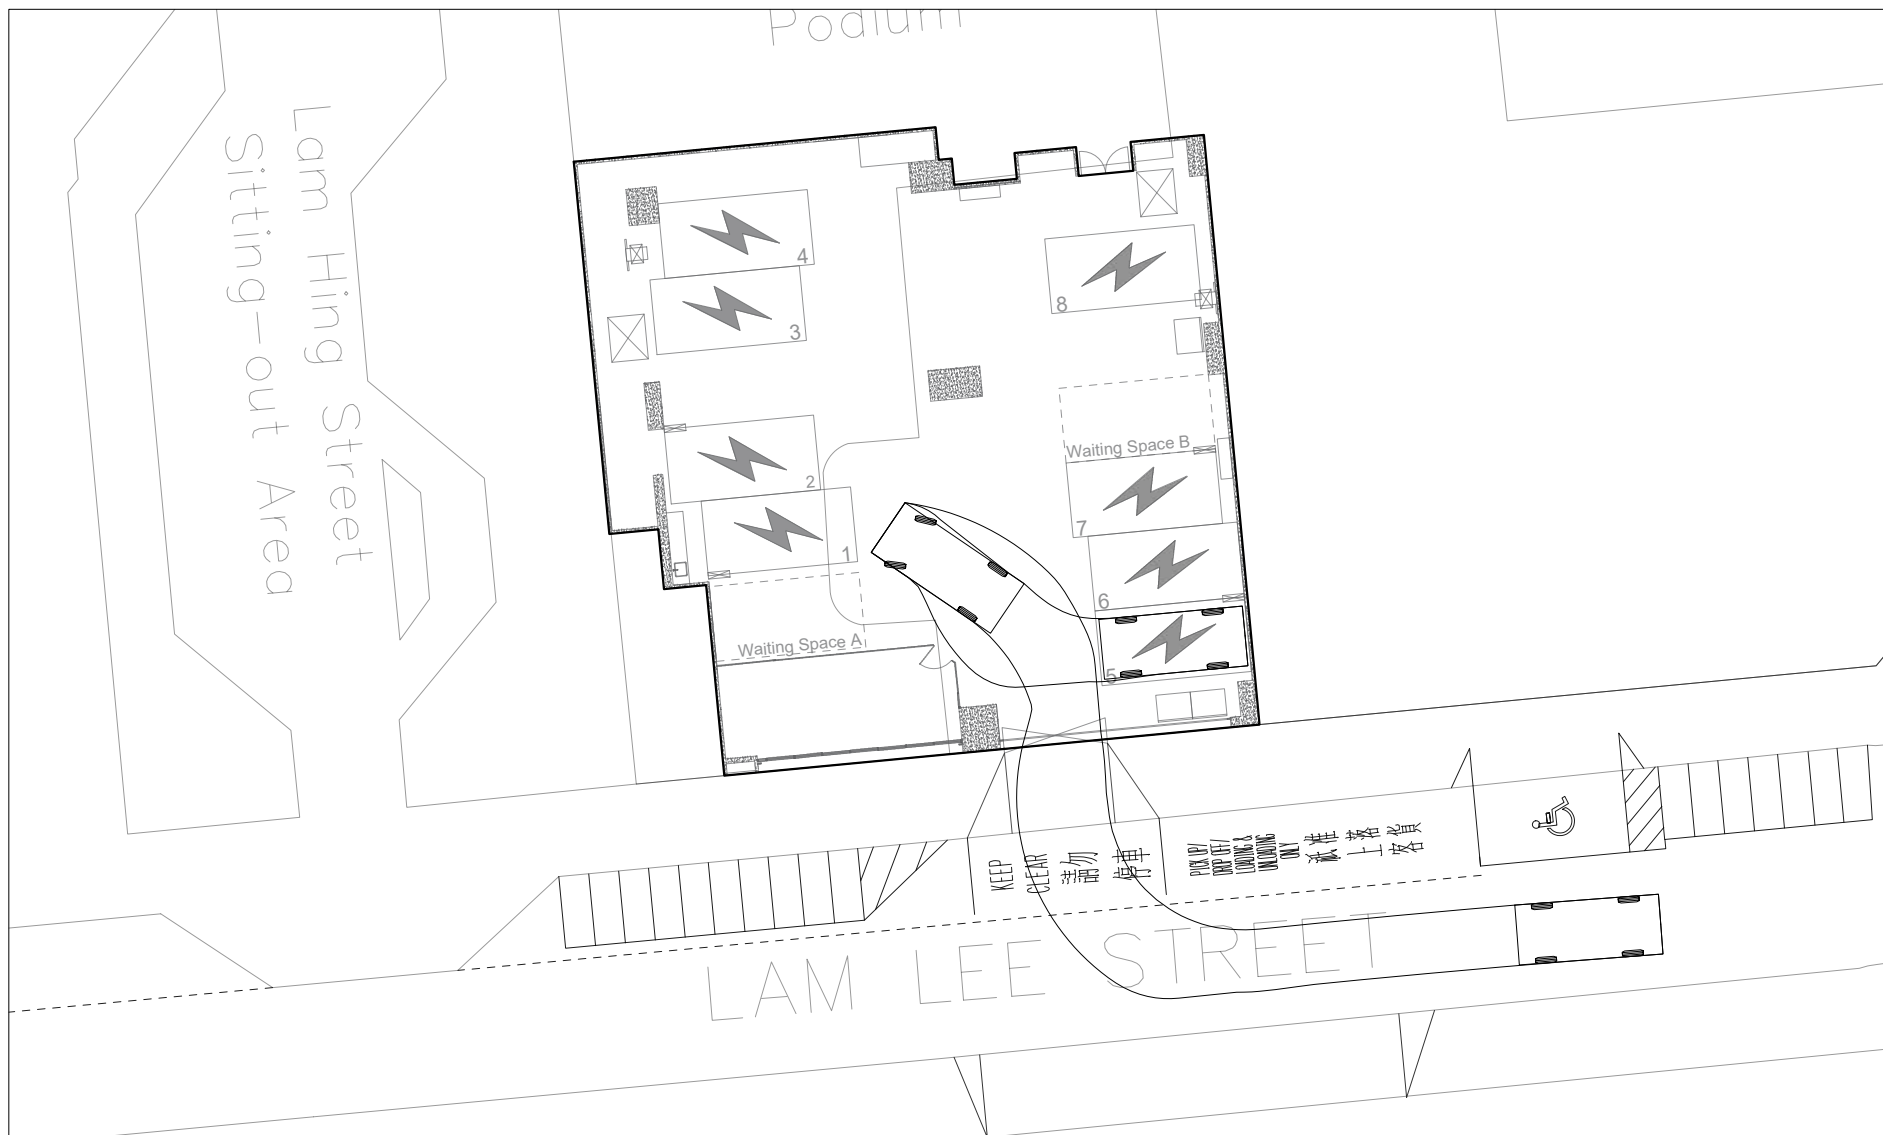 Podium
Lam Hing Street
Sitting-out Area
4
3
8
2
Waiting Space B
1
7
6
5
Waiting Space A
KEEP
CLEAR
請勿
停車
PICK UP/
DROP OFF/
LOADING &
UNLOADING
ONLY
祇准
上落
客貨
LAM LEE STREET